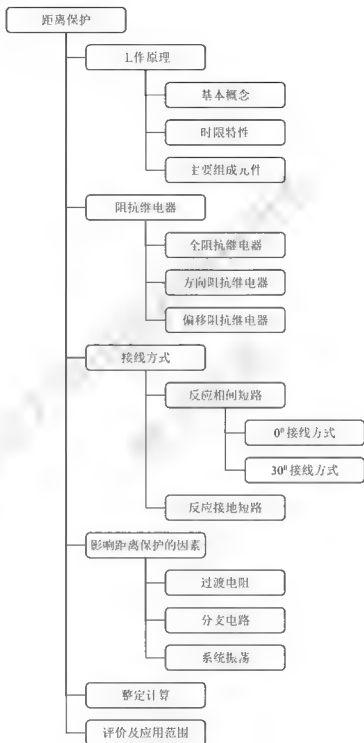 距离保护
工作原理
基本概念
时限特性
主要组成元件
阻抗继电器
全阻抗继电器
方向阻抗继电器
偏移阻抗继电器
接线方式
反应相间短路
0°接线方式
30°接线方式
反应接地短路
影响距离保护的因素
过渡电阻
分支电路
系统振荡
整定计算
评价及应用范围